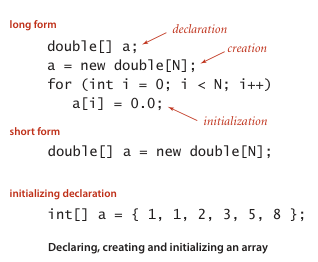 long form
double[] a; declaration
a = new double[N]; creation
for (int i = 0; i < N; i++)
a[i] = 0.0;
initialization
short form
double[] a = new double[N];
initializing declaration
int[] a = { 1, 1, 2, 3, 5, 8 };
Declaring, creating and initializing an array